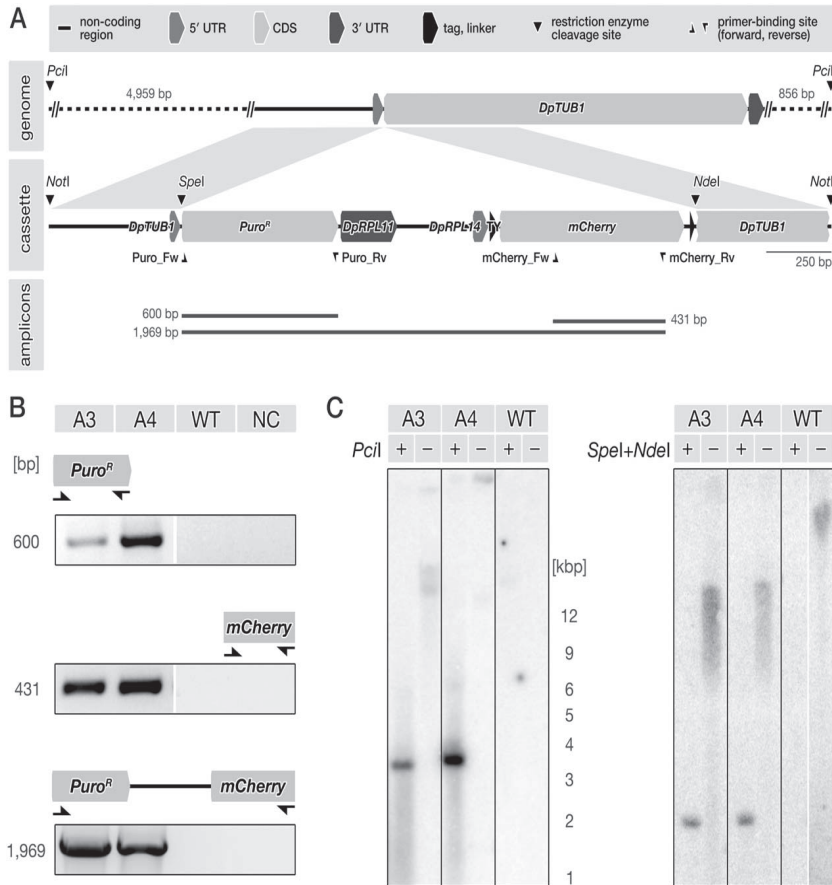 A
non-coding region
5′ UTR
CDS
3′ UTR
tag, linker
restriction enzyme cleavage site
primer-binding site (forward, reverse)
genome
PciI
4,959 bp
DpTUB1
856 bp
PciI
cassette
NotI
SpeI
NdeI
NotI
DpTUB1
Puroᴿ
DpRPL11
DpRPL14
TY
mCherry
DpTUB1
Puro_Fw
Puro_Rv
mCherry_Fw
mCherry_Rv
250 bp
amplicons
600 bp
431 bp
1,969 bp
B
A3 A4 WT NC
[bp]
Puroᴿ
600
mCherry
431
Puroᴿ mCherry
1,969
C
A3 A4 WT
PciI + − + − + −
[kbp]
12
9
6
5
4
3
2
1
A3 A4 WT
SpeI+NdeI + − + − + −